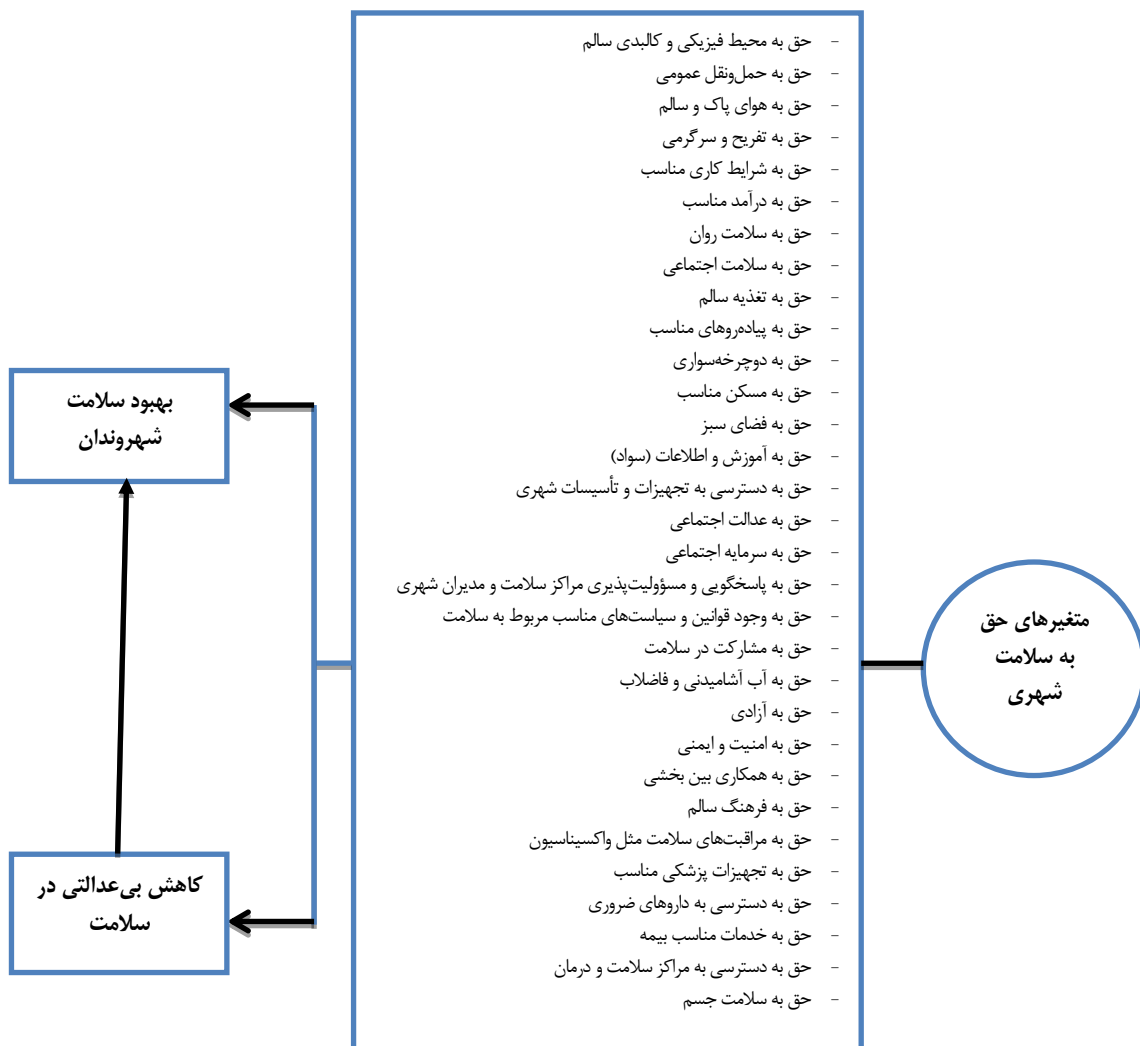 متغیرهای حق
به سلامت
شهری
- حق به محیط فیزیکی و کالبدی سالم
- حق به حمل‌ونقل عمومی
- حق به هوای پاک و سالم
- حق به تفریح و سرگرمی
- حق به شرایط کاری مناسب
- حق به درآمد مناسب
- حق به سلامت روان
- حق به سلامت اجتماعی
- حق به تغذیه سالم
- حق به پیاده‌روهای مناسب
- حق به دوچرخه‌سواری
- حق به مسکن مناسب
- حق به فضای سبز
- حق به آموزش و اطلاعات (سواد)
- حق به دسترسی به تجهیزات و تأسیسات شهری
- حق به عدالت اجتماعی
- حق به سرمایه اجتماعی
- حق به پاسخگویی و مسؤولیت‌پذیری مراکز سلامت و مدیران شهری
- حق به وجود قوانین و سیاست‌های مناسب مربوط به سلامت
- حق به مشارکت در سلامت
- حق به آب آشامیدنی و فاضلاب
- حق به آزادی
- حق به امنیت و ایمنی
- حق به همکاری بین بخشی
- حق به فرهنگ سالم
- حق به مراقبت‌های سلامت مثل واکسیناسیون
- حق به تجهیزات پزشکی مناسب
- حق به دسترسی به داروهای ضروری
- حق به خدمات مناسب بیمه
- حق به دسترسی به مراکز سلامت و درمان
- حق به سلامت جسم
بهبود سلامت
شهروندان
کاهش بی‌عدالتی در
سلامت